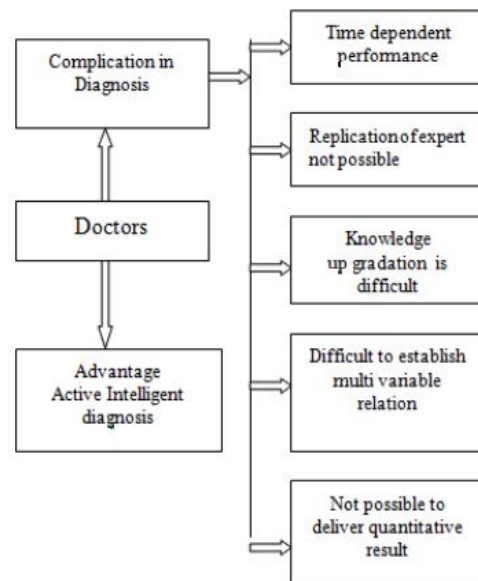 Complication in
Diagnosis
Doctors
Advantage
Active Intelligent
diagnosis
Time dependent
performance
Replication of expert
not possible
Knowledge
up gradation is
difficult
Difficult to establish
multi variable
relation
Not possible to
deliver quantitative
result